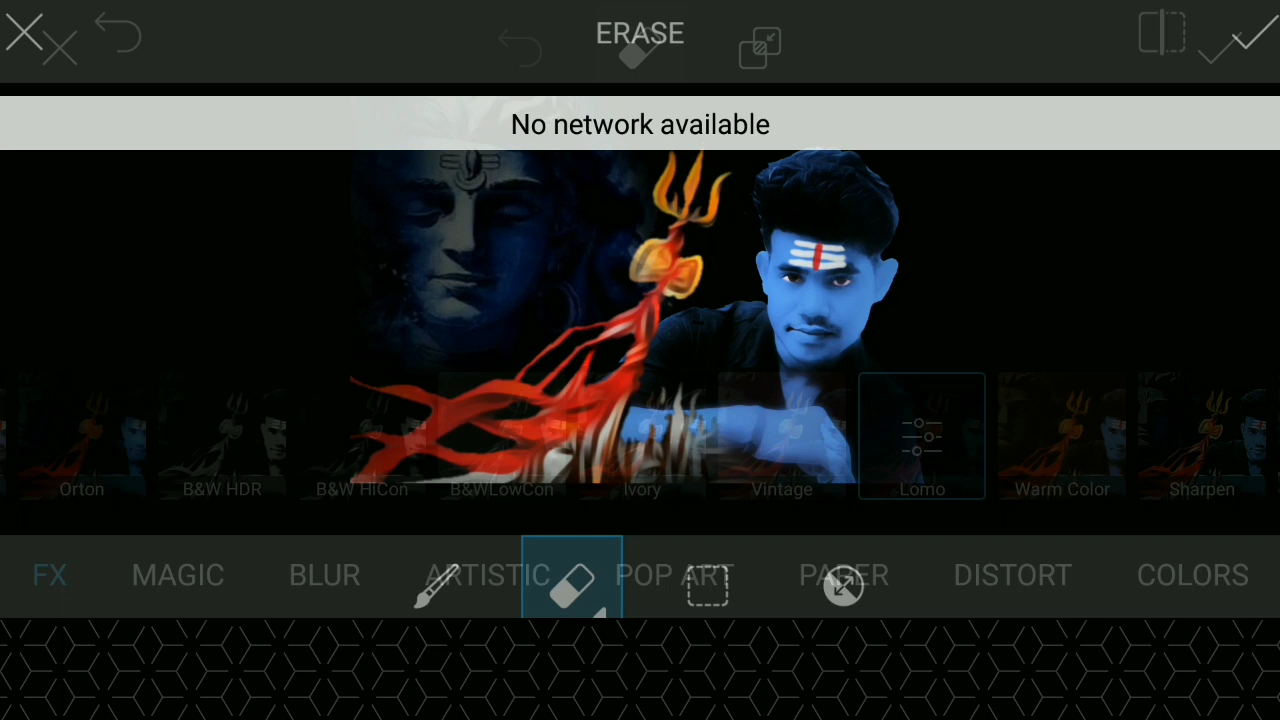 ERASE
No network available
Orton
B&W HDR
B&W HiCon
B&WLowCon
Ivory
Vintage
Lomo
Warm Color
Sharpen
FX
MAGIC
BLUR
ARTISTIC
POP ART
PAPER
DISTORT
COLORS